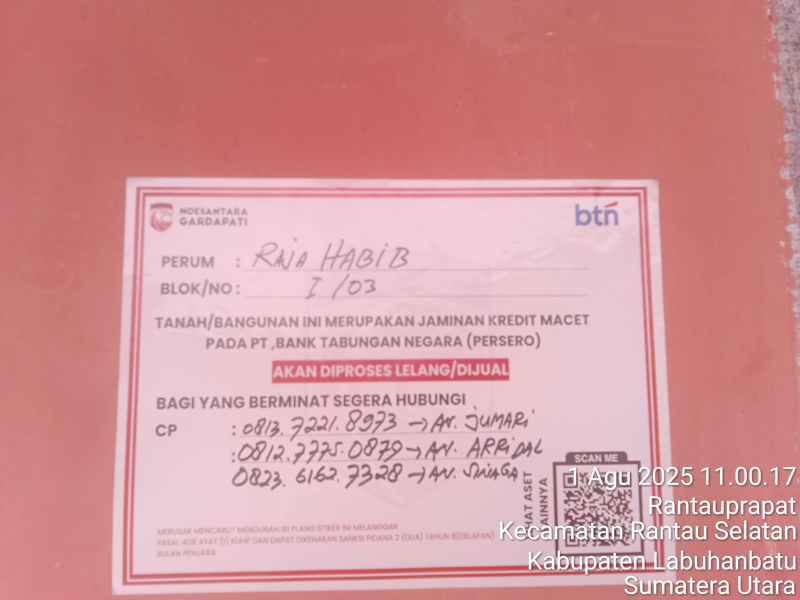 NOESANTARA
GARDAPATI
btn
PERUM : RAJA HABIB
BLOK/NO : I /03
TANAH/BANGUNAN INI MERUPAKAN JAMINAN KREDIT MACET
PADA PT ,BANK TABUNGAN NEGARA (PERSERO)
AKAN DIPROSES LELANG/DIJUAL
BAGI YANG BERMINAT SEGERA HUBUNGI
CP : 0813.7221.8973 → AN. JUMARI
: 0812.7775.0879 → AN. ARRIDAL
0823.6162.7328 → AN. SINAGA
MERUSAK MENCABUT MENGUBAH ISI PLANG STIKER INI MELANGGAR
PASAL 406 AYAT (1) KUHP DAN DAPAT DIKENAKAN SANKSI PIDANA 2 (DUA) TAHUN 8(DELAPAN)
BULAN PENJARA
SCAN ME
1 Agu 2025 11.00.17
Rantauprapat
Kecamatan Rantau Selatan
Kabupaten Labuhanbatu
Sumatera Utara